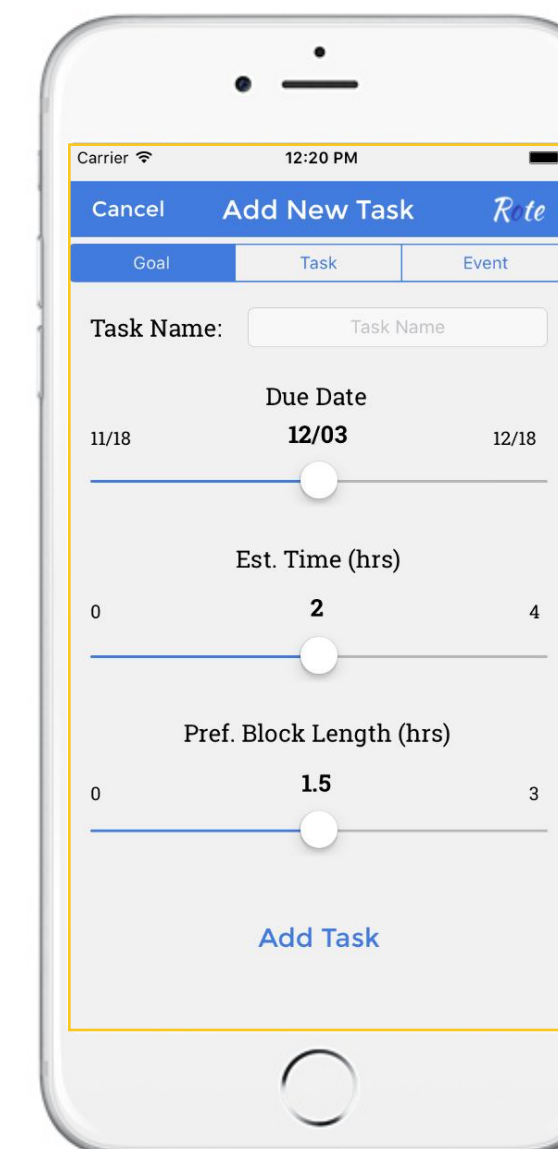 Carrier 12:20 PM
Cancel Add New Task Rote
Goal Task Event
Task Name: Task Name
Due Date
11/18 12/03 12/18
Est. Time (hrs)
0 2 4
Pref. Block Length (hrs)
0 1.5 3
Add Task